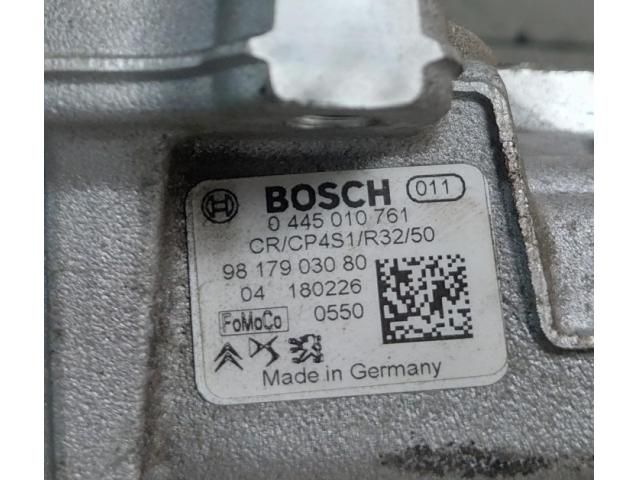 BOSCH 011
0 445 010 761
CR/CP4S1/R32/50
98 179 030 80
04 180226
FoMoCo 0550
Made in Germany